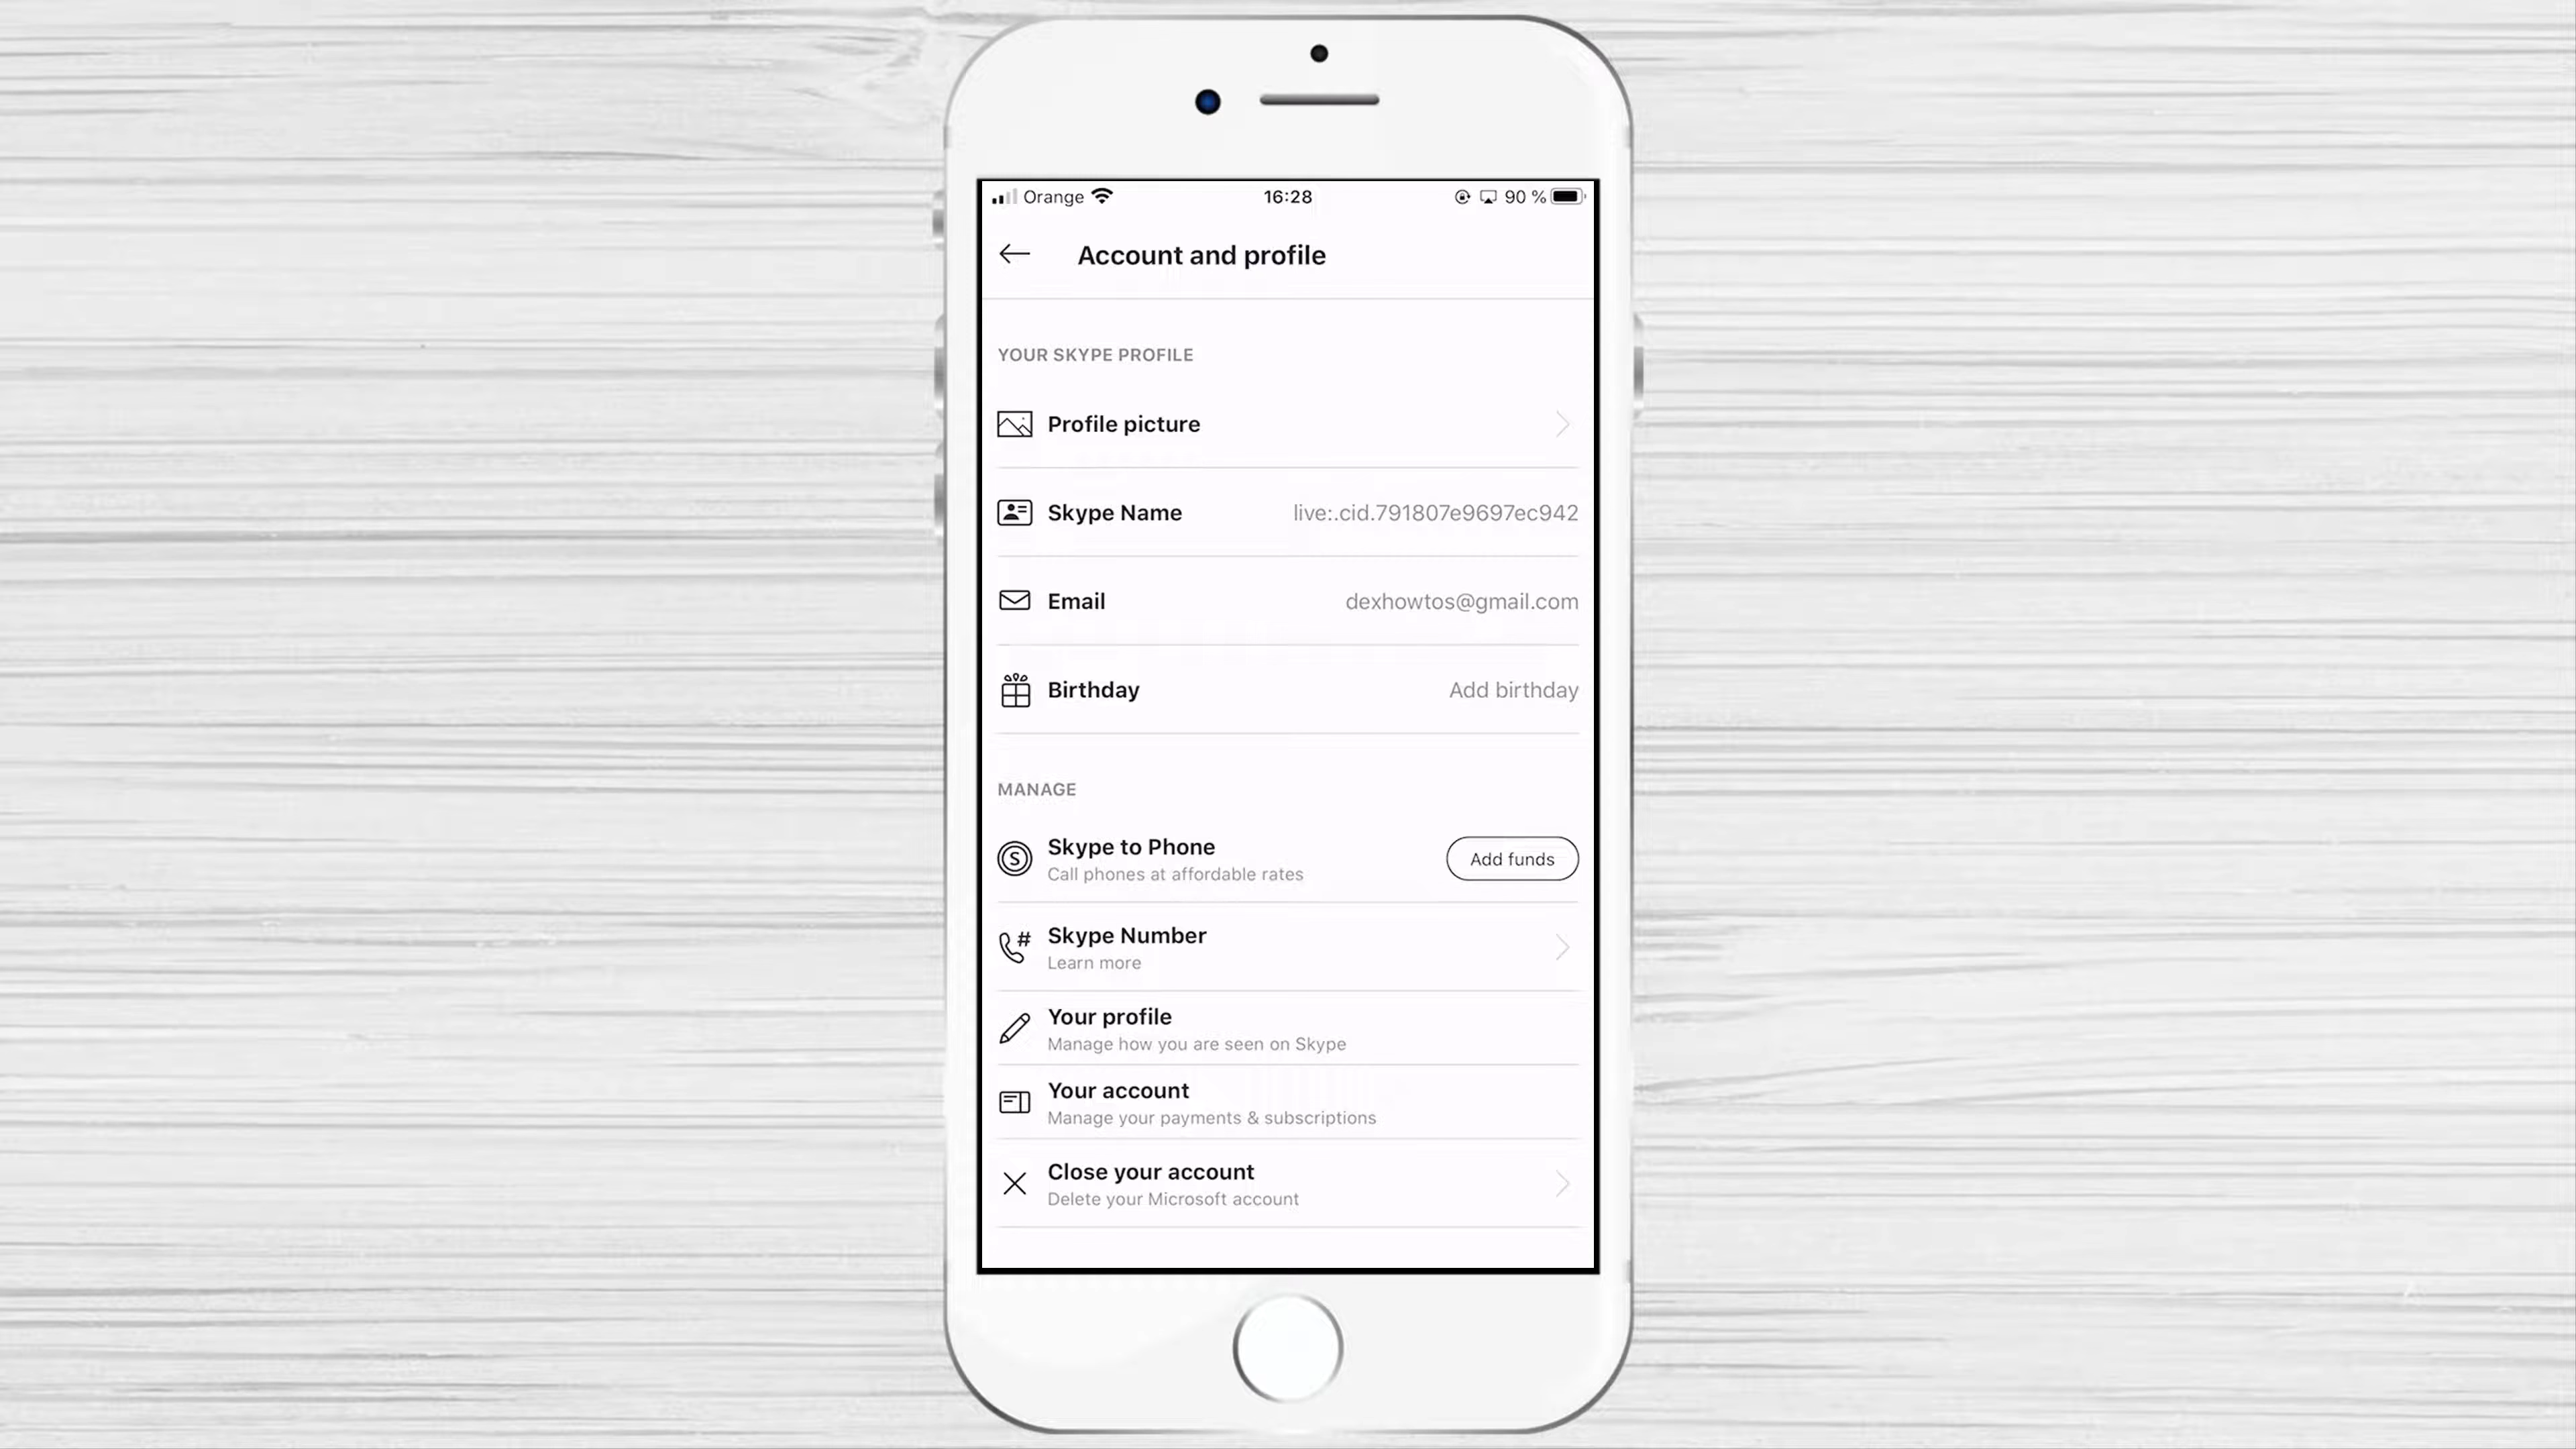 Orange 16:28 90 %
Account and profile
YOUR SKYPE PROFILE
Profile picture
Skype Name live:.cid.791807e9697ec942
Email dexhowtos@gmail.com
Birthday Add birthday
MANAGE
Skype to Phone
Call phones at affordable rates
Add funds
Skype Number
Learn more
Your profile
Manage how you are seen on Skype
Your account
Manage your payments & subscriptions
Close your account
Delete your Microsoft account